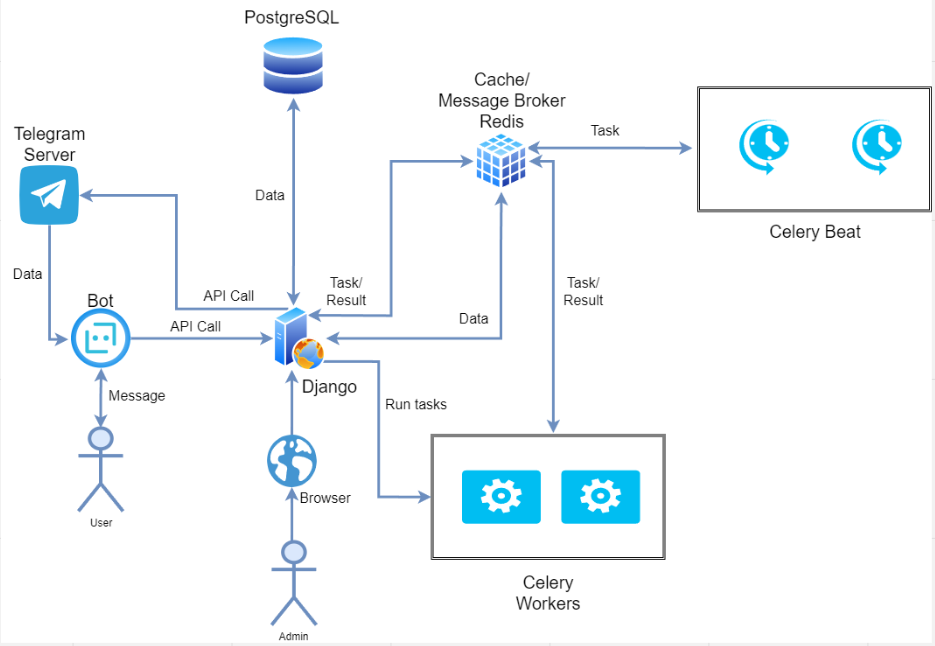 PostgreSQL
Cache/
Message Broker
Redis
Task
Telegram
Server
Data
Celery Beat
Data
Task/
Result
Task/
Result
API Call
Bot
API Call
Data
Django
Message
Run tasks
Browser
User
Celery
Workers
Admin